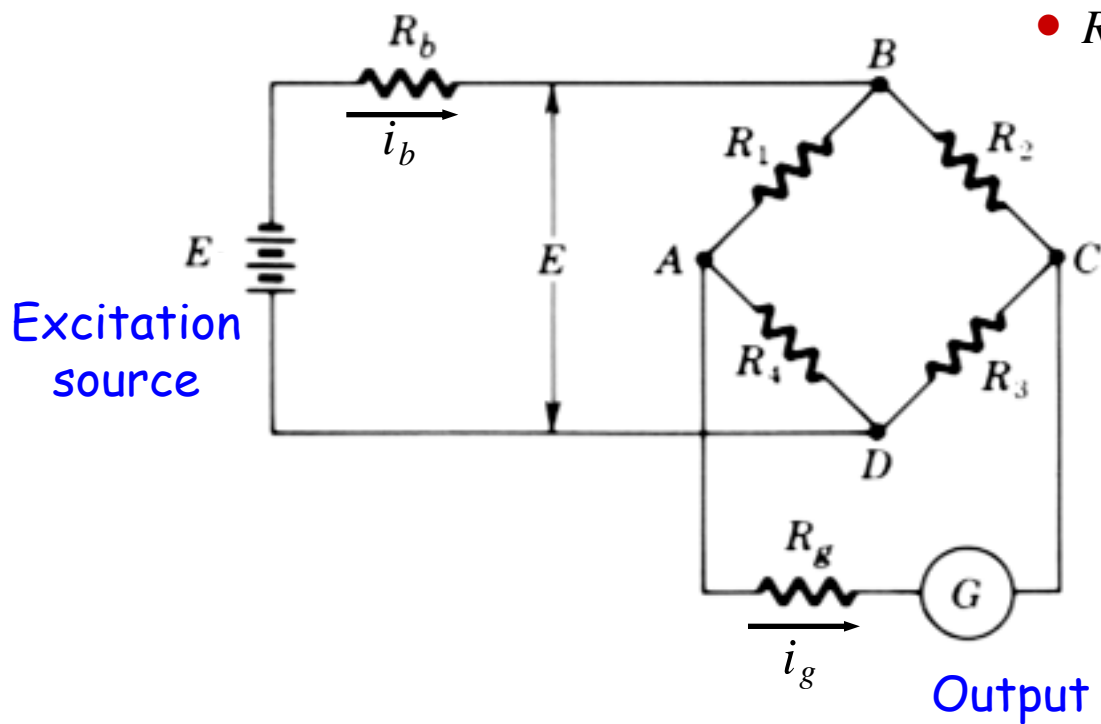 • R
R_b
B
i_b
R_1
R_2
E
E
A
C
Excitation
source
R_4
R_3
D
R_g
G
i_g
Output